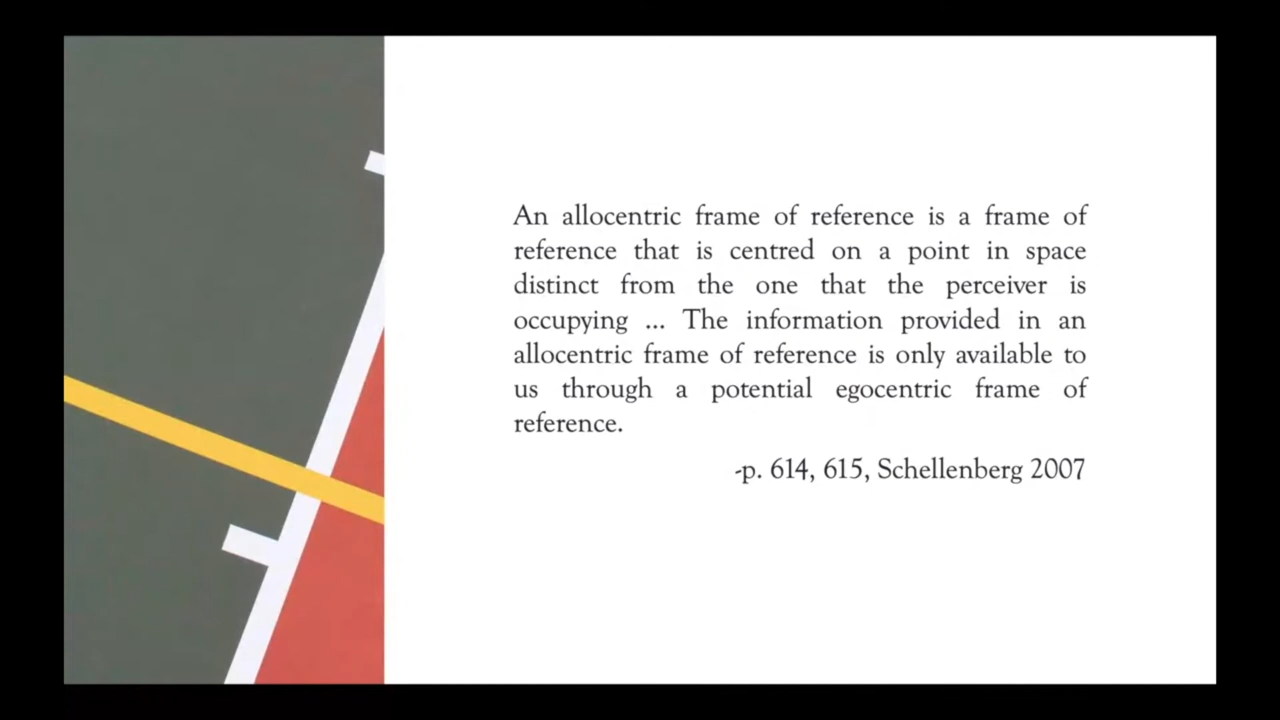 An allocentric frame of reference is a frame of
reference that is centred on a point in space
distinct from the one that the perceiver is
occupying ... The information provided in an
allocentric frame of reference is only available to
us through a potential egocentric frame of
reference.
-p. 614, 615, Schellenberg 2007